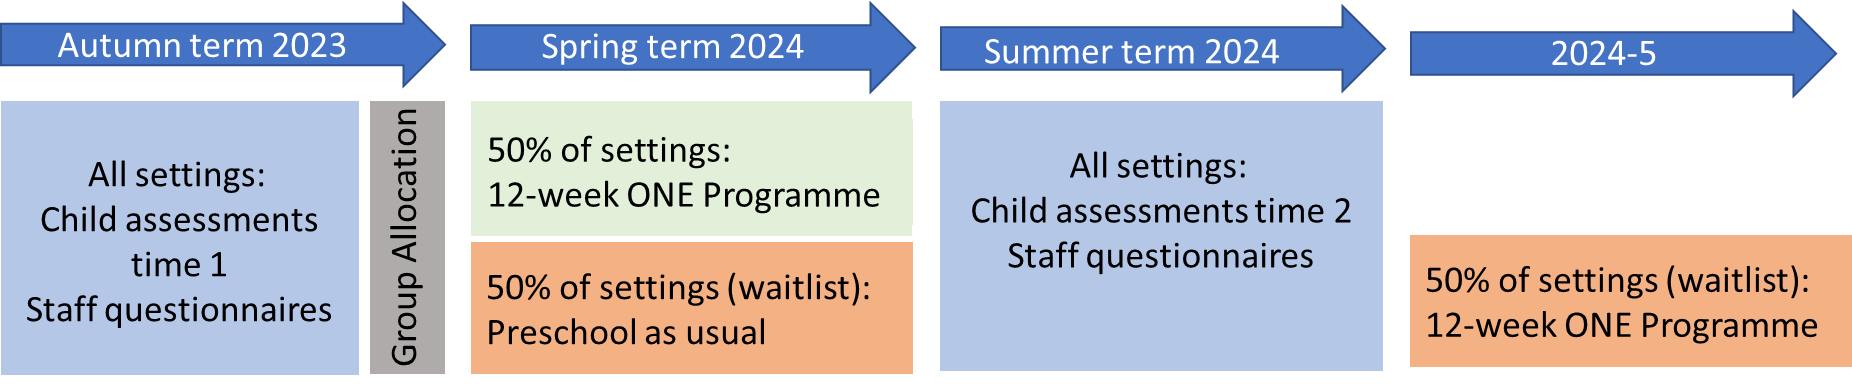 Autumn term 2023
Spring term 2024
Summer term 2024
2024-5
All settings:
Child assessments
time 1
Staff questionnaires
Group Allocation
50% of settings:
12-week ONE Programme
50% of settings (waitlist):
Preschool as usual
All settings:
Child assessments time 2
Staff questionnaires
50% of settings (waitlist):
12-week ONE Programme